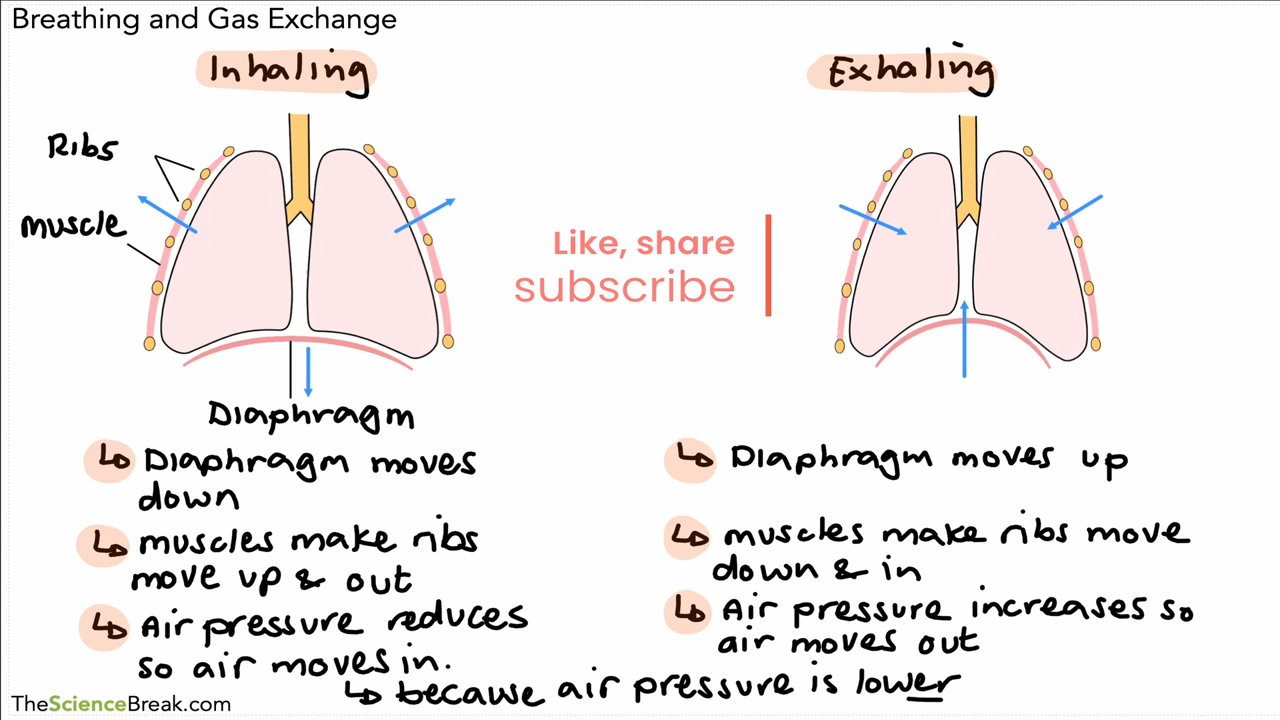 Breathing and Gas Exchange
Inhaling
Ribs
muscle
Diaphragm
↳ Diaphragm moves
down
↳ muscles make ribs
move up & out
↳ Air pressure reduces
so air moves in.
↳ because air pressure is lower
Like, share
subscribe
Exhaling
↳ Diaphragm moves up
↳ muscles make ribs move
down & in
↳ Air pressure increases so
air moves out
TheScienceBreak.com